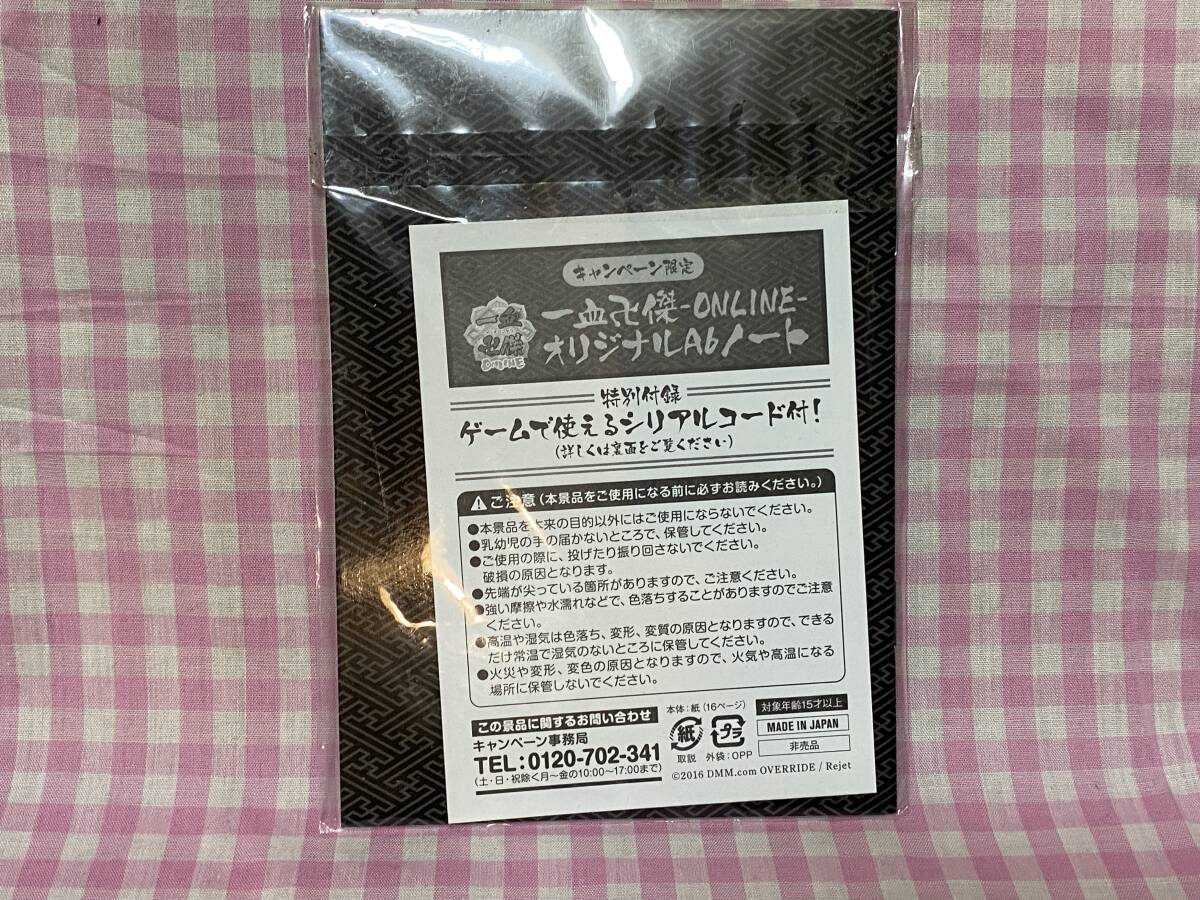 キャンペーン限定
一血卍傑-ONLINE-
オリジナルA6ノート
一血
卍傑
ONLINE
特別付録
ゲームで使えるシリアルコード付!
(詳しくは裏面をご覧ください)
ご注意(本景品をご使用になる前に必ずお読みください。)
●本景品を本来の目的以外にはご使用にならないでください。
●乳幼児の手の届かないところで、保管してください。
●ご使用の際に、投げたり振り回さないでください。
破損の原因となります。
●先端が尖っている箇所がありますので、ご注意ください。
●強い摩擦や水濡れなどで、色落ちすることがありますのでご注意
ください。
●高温や湿気は色落ち、変形、変質の原因となりますので、できる
だけ常温で湿気のないところに保管してください。
●火災や変形、変色の原因となりますので、火気や高温になる
場所に保管しないでください。
この景品に関するお問い合わせ
キャンペーン事務局
TEL:0120-702-341
(土・日・祝除く月～金の10:00～17:00まで)
本体:紙(16ページ)
紙
取説
プラ
外袋:OPP
対象年齢15才以上
MADE IN JAPAN
非売品
©2016 DMM.com OVERRIDE / Rejet